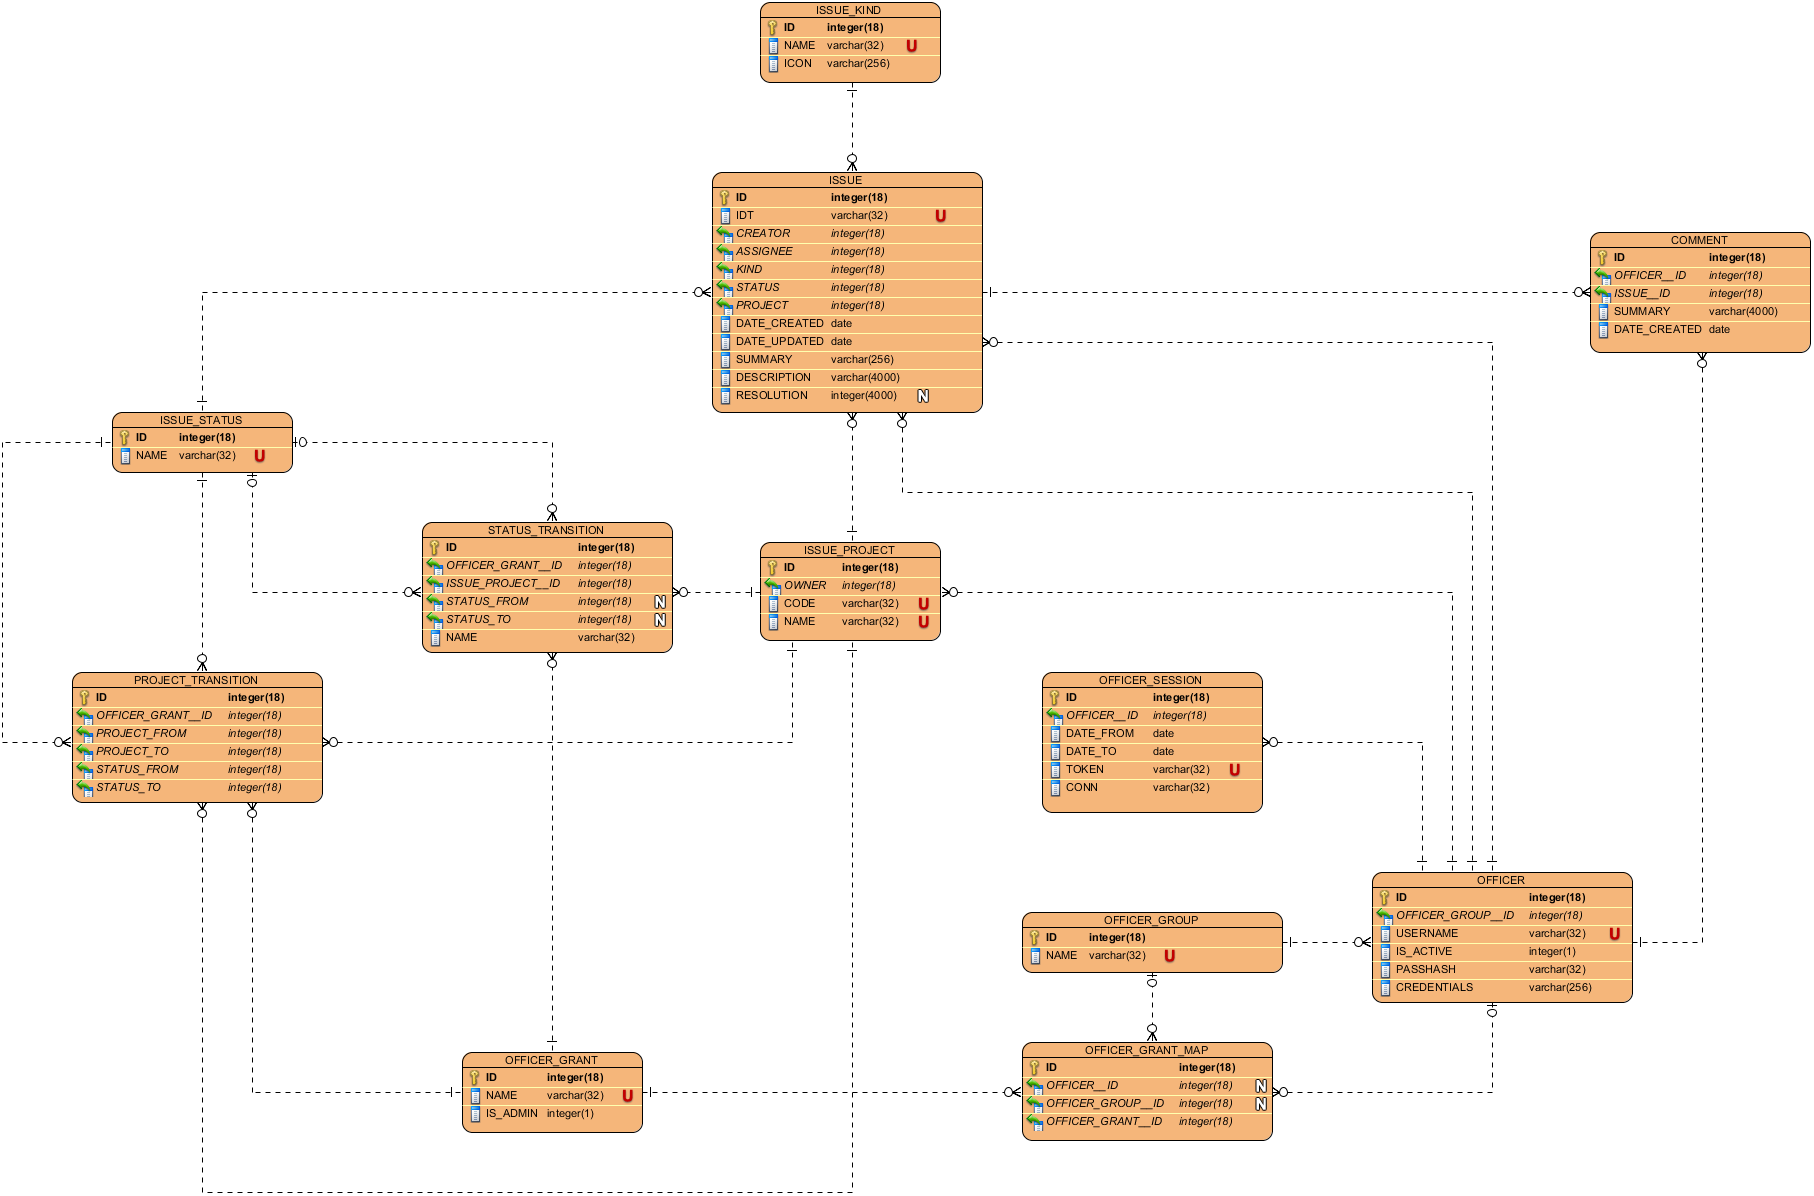 ISSUE_KIND
ID integer(18)
NAME varchar(32) U
ICON varchar(256)
ISSUE
ID integer(18)
IDT varchar(32) U
CREATOR integer(18)
ASSIGNEE integer(18)
KIND integer(18)
STATUS integer(18)
PROJECT integer(18)
DATE_CREATED date
DATE_UPDATED date
SUMMARY varchar(256)
DESCRIPTION varchar(4000)
RESOLUTION integer(4000) N
COMMENT
ID integer(18)
OFFICER__ID integer(18)
ISSUE__ID integer(18)
SUMMARY varchar(4000)
DATE_CREATED date
ISSUE_STATUS
ID integer(18)
NAME varchar(32) U
STATUS_TRANSITION
ID integer(18)
OFFICER_GRANT__ID integer(18)
ISSUE_PROJECT__ID integer(18)
STATUS_FROM integer(18) N
STATUS_TO integer(18) N
NAME varchar(32)
ISSUE_PROJECT
ID integer(18)
OWNER integer(18)
CODE varchar(32) U
NAME varchar(32) U
PROJECT_TRANSITION
ID integer(18)
OFFICER_GRANT__ID integer(18)
PROJECT_FROM integer(18)
PROJECT_TO integer(18)
STATUS_FROM integer(18)
STATUS_TO integer(18)
OFFICER_SESSION
ID integer(18)
OFFICER__ID integer(18)
DATE_FROM date
DATE_TO date
TOKEN varchar(32) U
CONN varchar(32)
OFFICER
ID integer(18)
OFFICER_GROUP__ID integer(18)
USERNAME varchar(32) U
IS_ACTIVE integer(1)
PASSHASH varchar(32)
CREDENTIALS varchar(256)
OFFICER_GROUP
ID integer(18)
NAME varchar(32) U
OFFICER_GRANT
ID integer(18)
NAME varchar(32) U
IS_ADMIN integer(1)
OFFICER_GRANT_MAP
ID integer(18)
OFFICER__ID integer(18) N
OFFICER_GROUP__ID integer(18) N
OFFICER_GRANT__ID integer(18)